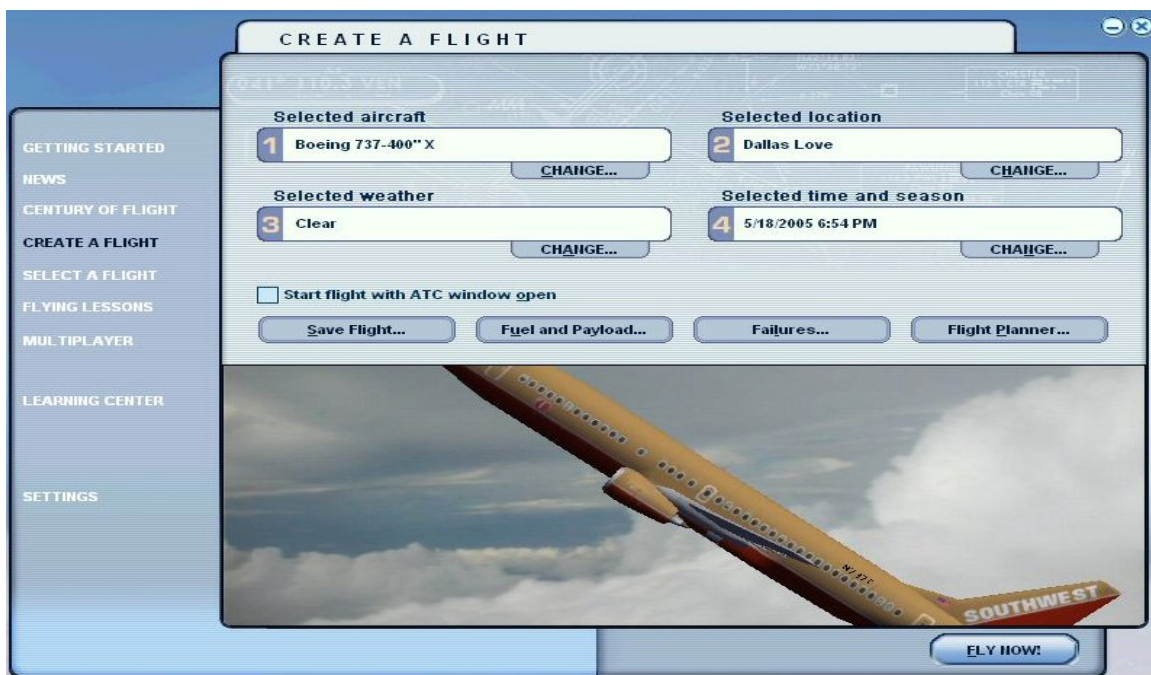 CREATE A FLIGHT
GETTING STARTED
NEWS
CENTURY OF FLIGHT
CREATE A FLIGHT
SELECT A FLIGHT
FLYING LESSONS
MULTIPLAYER
LEARNING CENTER
SETTINGS
Selected aircraft
1 Boeing 737-400" X
CHANGE...
Selected location
2 Dallas Love
CHANGE...
Selected weather
3 Clear
CHANGE...
Selected time and season
4 5/18/2005 6:54 PM
CHANGE...
Start flight with ATC window open
Save Flight...
Fuel and Payload...
Failures...
Flight Planner...
SOUTHWEST
FLY NOW!